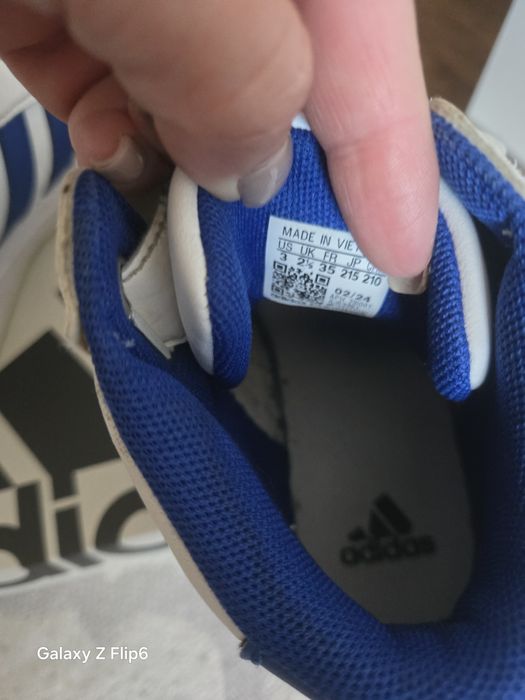 MADE IN VIE
US UK FR JP
3 2½ 35 215 210
02/24
adidas
Galaxy Z Flip6